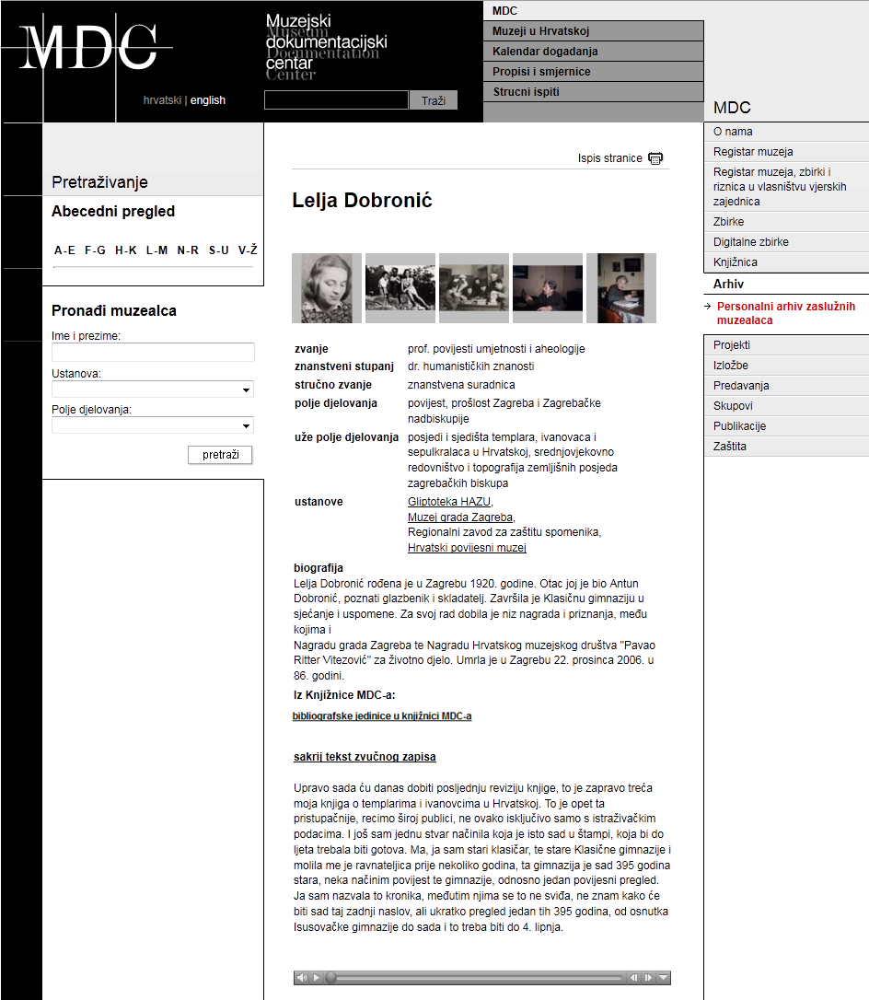 MDC
Muzejski
Museum
dokumentacijski
Documentation
centar
Center
hrvatski | english
Traži
MDC
Muzeji u Hrvatskoj
Kalendar dogadanja
Propisi i smjernice
Strucni ispiti
MDC
O nama
Registar muzeja
Registar muzeja, zbirki i
riznica u vlasništvu vjerskih
zajednica
Zbirke
Digitalne zbirke
Knjižnica
Arhiv
Personalni arhiv zaslužnih
muzealaca
Projekti
Izložbe
Predavanja
Skupovi
Publikacije
Zaštita
Pretraživanje
Abecedni pregled
A-E F-G H-K L-M N-R S-U V-Ž
Pronađi muzealca
Ime i prezime:
Ustanova:
Polje djelovanja:
pretraži
Ispis stranice
Lelja Dobronić
zvanje prof. povijesti umjetnosti i aheologije
znanstveni stupanj dr. humanističkih znanosti
stručno zvanje znanstvena suradnica
polje djelovanja povijest, prošlost Zagreba i Zagrebačke
nadbiskupije
uže polje djelovanja posjedi i sjedišta templara, ivanovaca i
sepulkralaca u Hrvatskoj, srednjovjekovno
redovništvo i topografija zemljišnih posjeda
zagrebačkih biskupa
ustanove Gliptoteka HAZU,
Muzej grada Zagreba,
Regionalni zavod za zaštitu spomenika,
Hrvatski povijesni muzej
biografija
Lelja Dobronić rođena je u Zagrebu 1920. godine. Otac joj je bio Antun
Dobronić, poznati glazbenik i skladatelj. Završila je Klasičnu gimnaziju u
sjećanje i uspomene. Za svoj rad dobila je niz nagrada i priznanja, među
kojima i
Nagradu grada Zagreba te Nagradu Hrvatskog muzejskog društva "Pavao
Ritter Vitezović" za životno djelo. Umrla je u Zagrebu 22. prosinca 2006. u
86. godini.
Iz Knjižnice MDC-a:
bibliografske jedinice u knjižnici MDC-a
sakrij tekst zvučnog zapisa
Upravo sada ću danas dobiti posljednju reviziju knjige, to je zapravo treća
moja knjiga o templarima i ivanovcima u Hrvatskoj. To je opet ta
pristupačnije, recimo široj publici, ne ovako isključivo samo s istraživačkim
podacima. I još sam jednu stvar načinila koja je isto sad u štampi, koja bi do
ljeta trebala biti gotova. Ma, ja sam stari klasičar, te stare Klasične gimnazije i
molila me je ravnateljica prije nekoliko godina, ta gimnazija je sad 395 godina
stara, neka načinim povijest te gimnazije, odnosno jedan povijesni pregled.
Ja sam nazvala to kronika, međutim njima se to ne sviđa, ne znam kako će
biti sad taj zadnji naslov, ali ukratko pregled jedan tih 395 godina, od osnutka
Isusovačke gimnazije do sada i to treba biti do 4. lipnja.